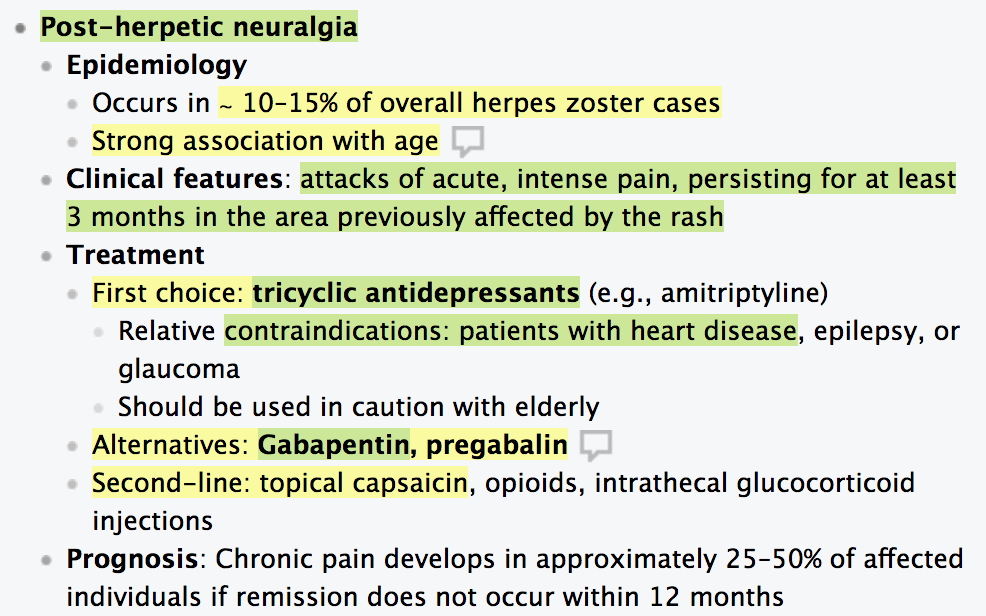 Post-herpetic neuralgia
Epidemiology
Occurs in ~ 10-15% of overall herpes zoster cases
Strong association with age
Clinical features: attacks of acute, intense pain, persisting for at least
3 months in the area previously affected by the rash
Treatment
First choice: tricyclic antidepressants (e.g., amitriptyline)
Relative contraindications: patients with heart disease, epilepsy, or
glaucoma
Should be used in caution with elderly
Alternatives: Gabapentin, pregabalin
Second-line: topical capsaicin, opioids, intrathecal glucocorticoid
injections
Prognosis: Chronic pain develops in approximately 25-50% of affected
individuals if remission does not occur within 12 months